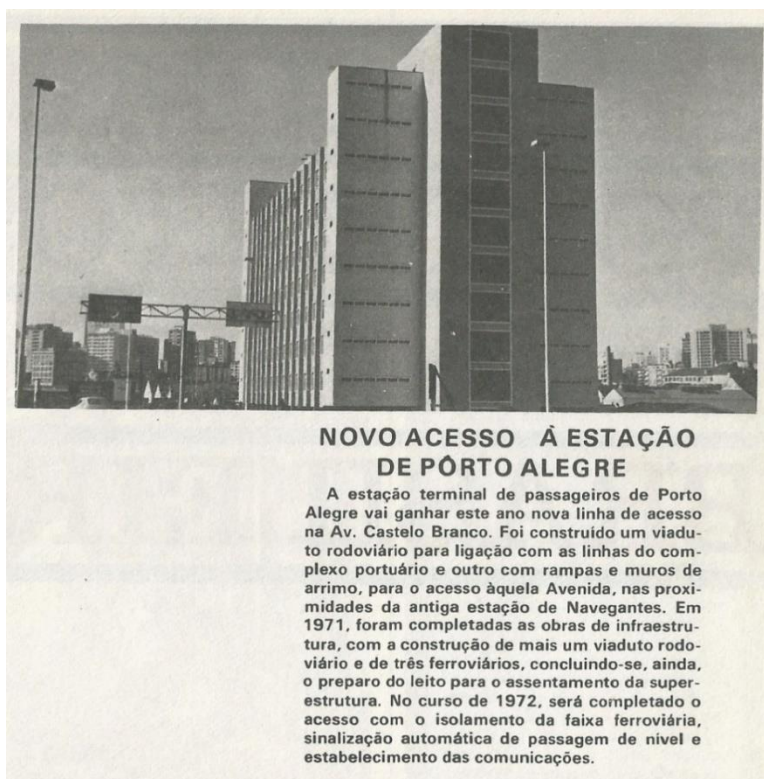 NOVO ACESSO Á ESTAÇÃO
DE PÔRTO ALEGRE
A estação terminal de passageiros de Porto
Alegre vai ganhar este ano nova linha de acesso
na Av. Castelo Branco. Foi construído um viadu-
to rodoviário para ligação com as linhas do com-
plexo portuário e outro com rampas e muros de
arrimo, para o acesso àquela Avenida, nas proxi-
midades da antiga estação de Navegantes. Em
1971, foram completadas as obras de infraestru-
tura, com a construção de mais um viaduto rodo-
viário e de três ferroviários, concluindo-se, ainda,
o preparo do leito para o assentamento da super-
estrutura. No curso de 1972, será completado o
acesso com o isolamento da faixa ferroviária,
sinalização automática de passagem de nivel e
estabelecimento das comunicações.